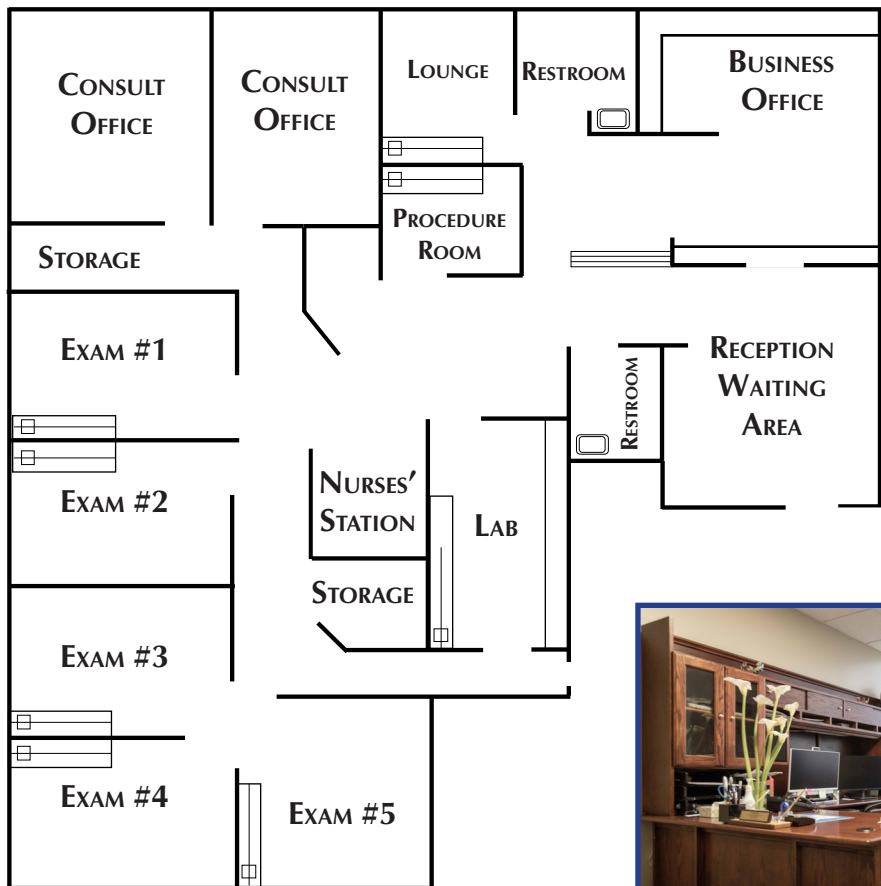 CONSULT
OFFICE
CONSULT
OFFICE
LOUNGE
RESTROOM
BUSINESS
OFFICE
PROCEDURE
ROOM
STORAGE
EXAM #1
RECEPTION
WAITING
AREA
RESTROOM
EXAM #2
NURSES'
STATION
LAB
STORAGE
EXAM #3
EXAM #4
EXAM #5